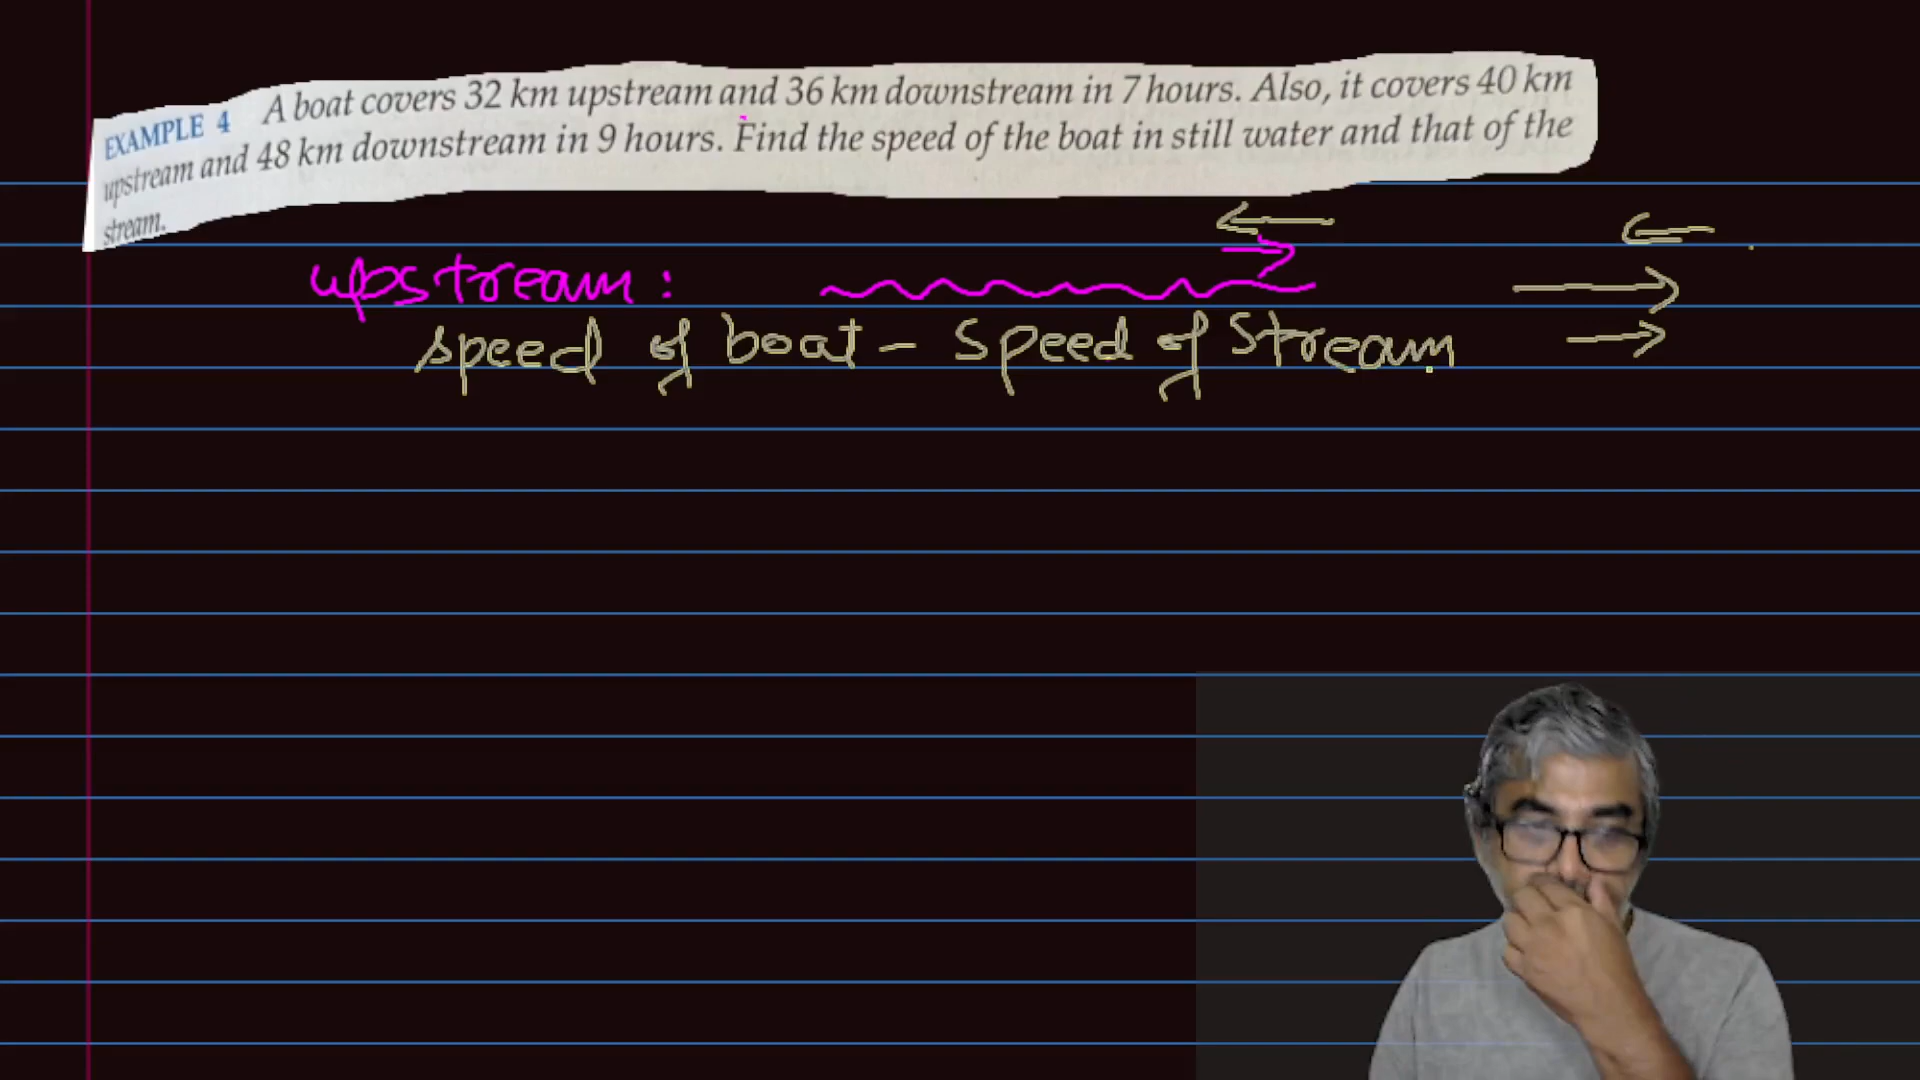 EXAMPLE 4 A boat covers 32 km upstream and 36 km downstream in 7 hours. Also, it covers 40 km
upstream and 48 km downstream in 9 hours. Find the speed of the boat in still water and that of the
stream.
upstream :
speed of boat - Speed of Stream